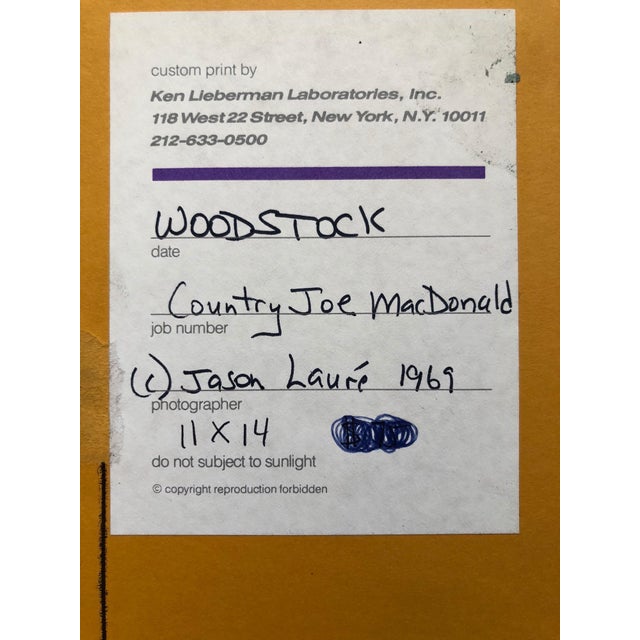 custom print by
Ken Lieberman Laboratories, Inc.
118 West 22 Street, New York, N.Y. 10011
212-633-0500
WOODSTOCK
date
Country Joe MacDonald
job number
(c) Jason Lauré 1969
photographer
11 X 14
do not subject to sunlight
© copyright reproduction forbidden